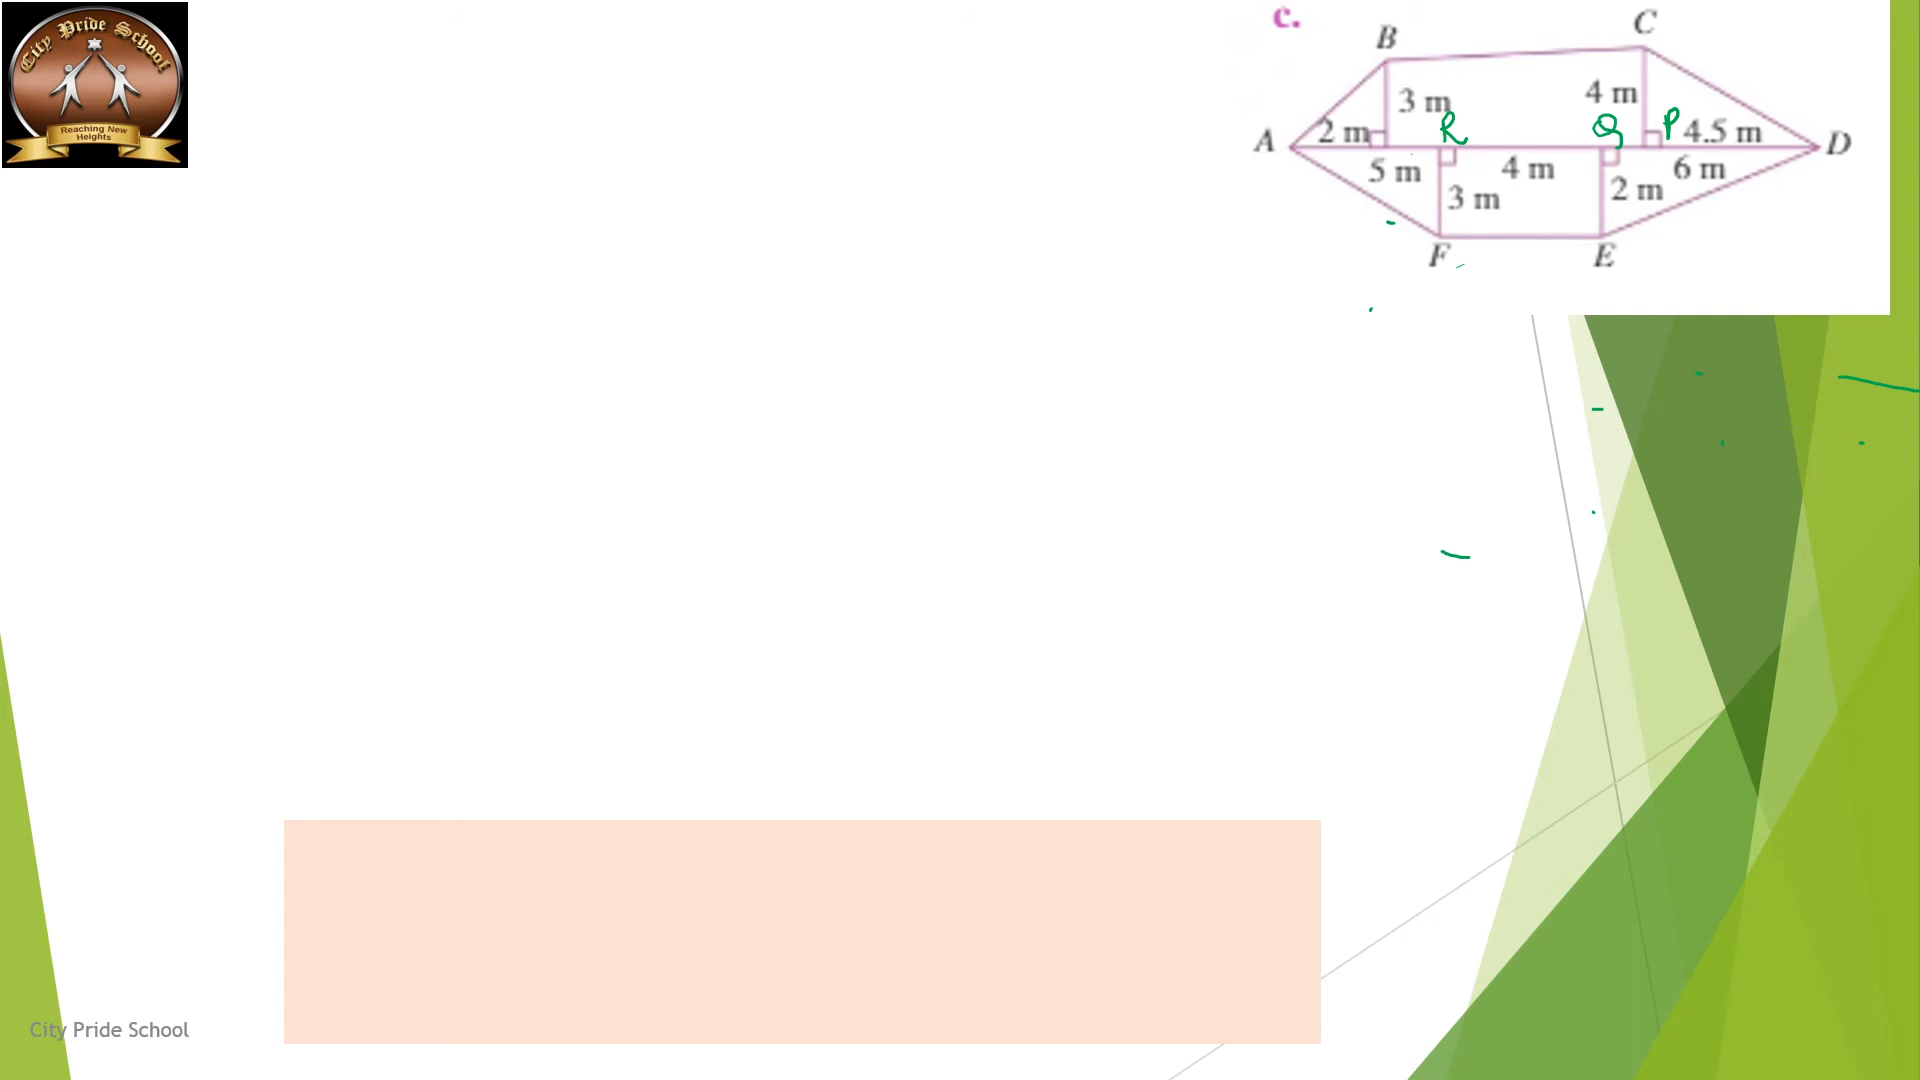 City Pride School
Reaching New
Heights
c.
B
C
3 m
4 m
R
Q
P
A
2 m
4.5 m
D
5 m
4 m
6 m
3 m
2 m
F
E
City Pride School